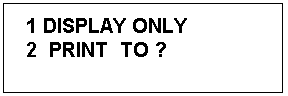 1 DISPLAY ONLY
2 PRINT TO ?